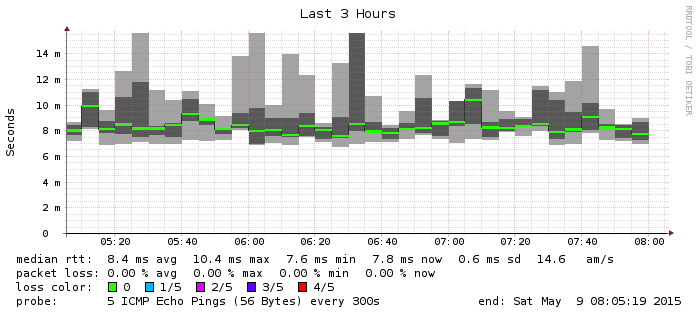 Last 3 Hours
RRDTOOL / TOBI OETIKER
Seconds
14 m
12 m
10 m
8 m
6 m
4 m
2 m
0
05:20 05:40 06:00 06:20 06:40 07:00 07:20 07:40 08:00
median rtt: 8.4 ms avg 10.4 ms max 7.6 ms min 7.8 ms now 0.6 ms sd 14.6 am/s
packet loss: 0.00 % avg 0.00 % max 0.00 % min 0.00 % now
loss color: 0 1/5 2/5 3/5 4/5
probe: 5 ICMP Echo Pings (56 Bytes) every 300s end: Sat May 9 08:05:19 2015